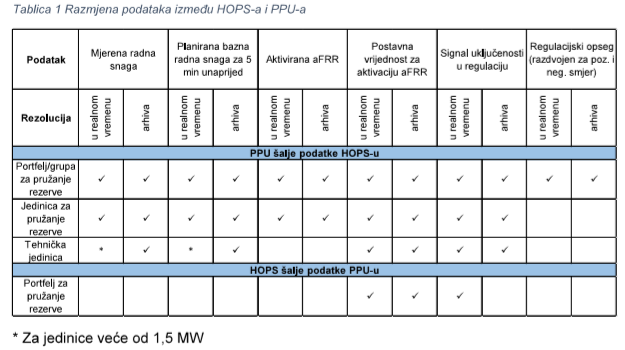 Tablica 1 Razmjena podataka između HOPS-a i PPU-a
Podatak | Mjerena radna snaga | Planirana bazna radna snaga za 5 min unaprijed | Aktivirana aFRR | Postavna vrijednost za aktivaciju aFRR | Signal uključenosti u regulaciju | Regulacijski opseg (razdvojen za poz. i neg. smjer)
Rezolucija | u realnom vremenu | arhiva | u realnom vremenu | arhiva | u realnom vremenu | arhiva | u realnom vremenu | arhiva | u realnom vremenu | arhiva | u realnom vremenu | arhiva
PPU šalje podatke HOPS-u
Portfelj/grupa za pružanje rezerve | ✓ | ✓ | ✓ | ✓ | ✓ | ✓ | ✓ | ✓ | ✓ | ✓ | ✓ | ✓
Jedinica za pružanje rezerve | ✓ | ✓ | ✓ | ✓ | ✓ | ✓ | ✓ | ✓ | ✓ | ✓ | |
Tehnička jedinica | * | ✓ | * | ✓ | | | ✓ | ✓ | ✓ | ✓ | |
HOPS šalje podatke PPU-u
Portfelj za pružanje rezerve | | | | | | | ✓ | ✓ | ✓ | | |
* Za jedinice veće od 1,5 MW